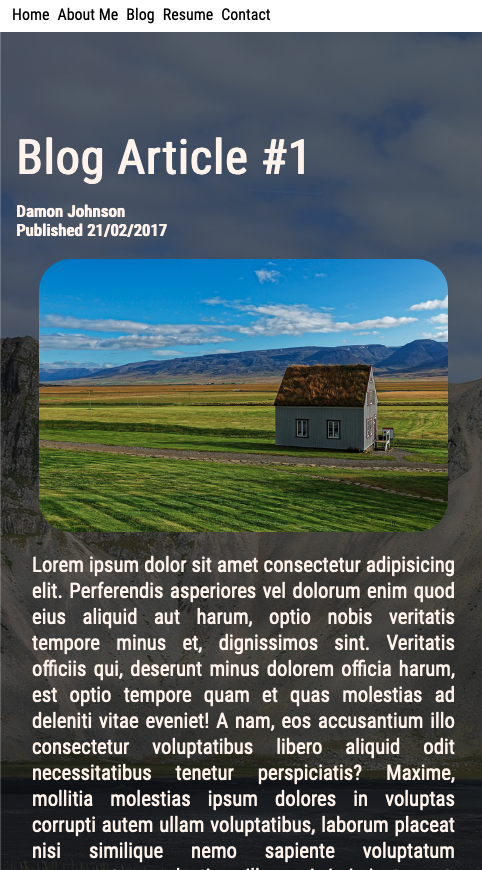 Home About Me Blog Resume Contact
Blog Article #1
Damon Johnson
Published 21/02/2017
Lorem ipsum dolor sit amet consectetur adipisicing
elit. Perferendis asperiores vel dolorum enim quod
eius aliquid aut harum, optio nobis veritatis
tempore minus et, dignissimos sint. Veritatis
officiis qui, deserunt minus dolorem officia harum,
est optio tempore quam et quas molestias ad
deleniti vitae eveniet! A nam, eos accusantium illo
consectetur voluptatibus libero aliquid odit
necessitatibus tenetur perspiciatis? Maxime,
mollitia molestias ipsum dolores in voluptas
corrupti autem ullam voluptatibus, laborum placeat
nisi similique nemo sapiente voluptatum